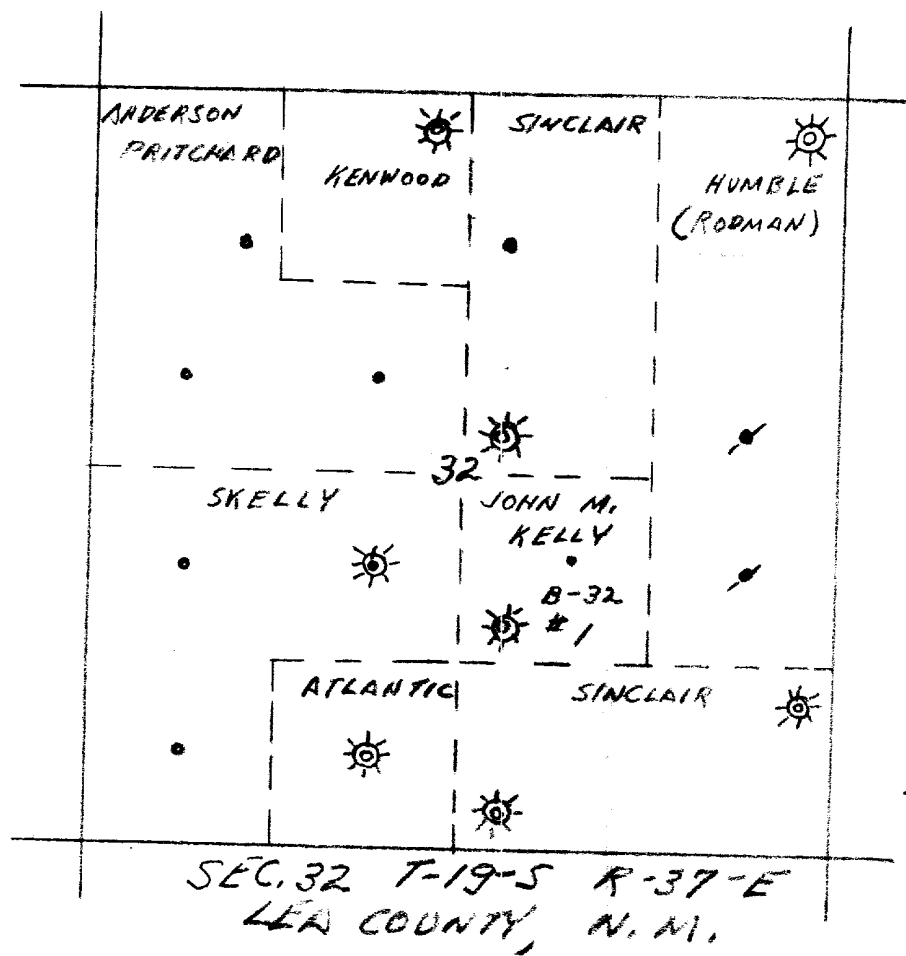 ANDERSON
PRITCHARD
KENWOOD
SINCLAIR
HUMBLE
(RODMAN)
32
SKELLY
JOHN M.
KELLY
B-32
#1
ATLANTIC
SINCLAIR
SEC. 32 T-19-S R-37-E
LEA COUNTY, N. M.